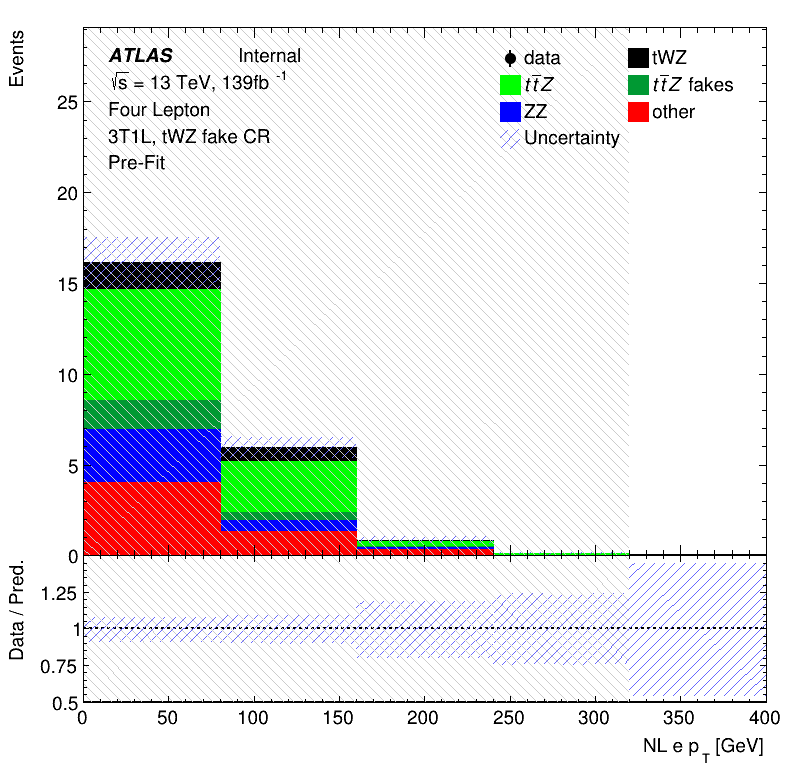 Events
ATLAS Internal
√s = 13 TeV, 139fb⁻¹
Four Lepton
3T1L, tWZ fake CR
Pre-Fit
data
tWZ
tt̄Z
tt̄Z fakes
ZZ
other
Uncertainty
25
20
15
10
5
0
Data / Pred.
1.25
1
0.75
0.5
0 50 100 150 200 250 300 350 400
NL e p_T [GeV]